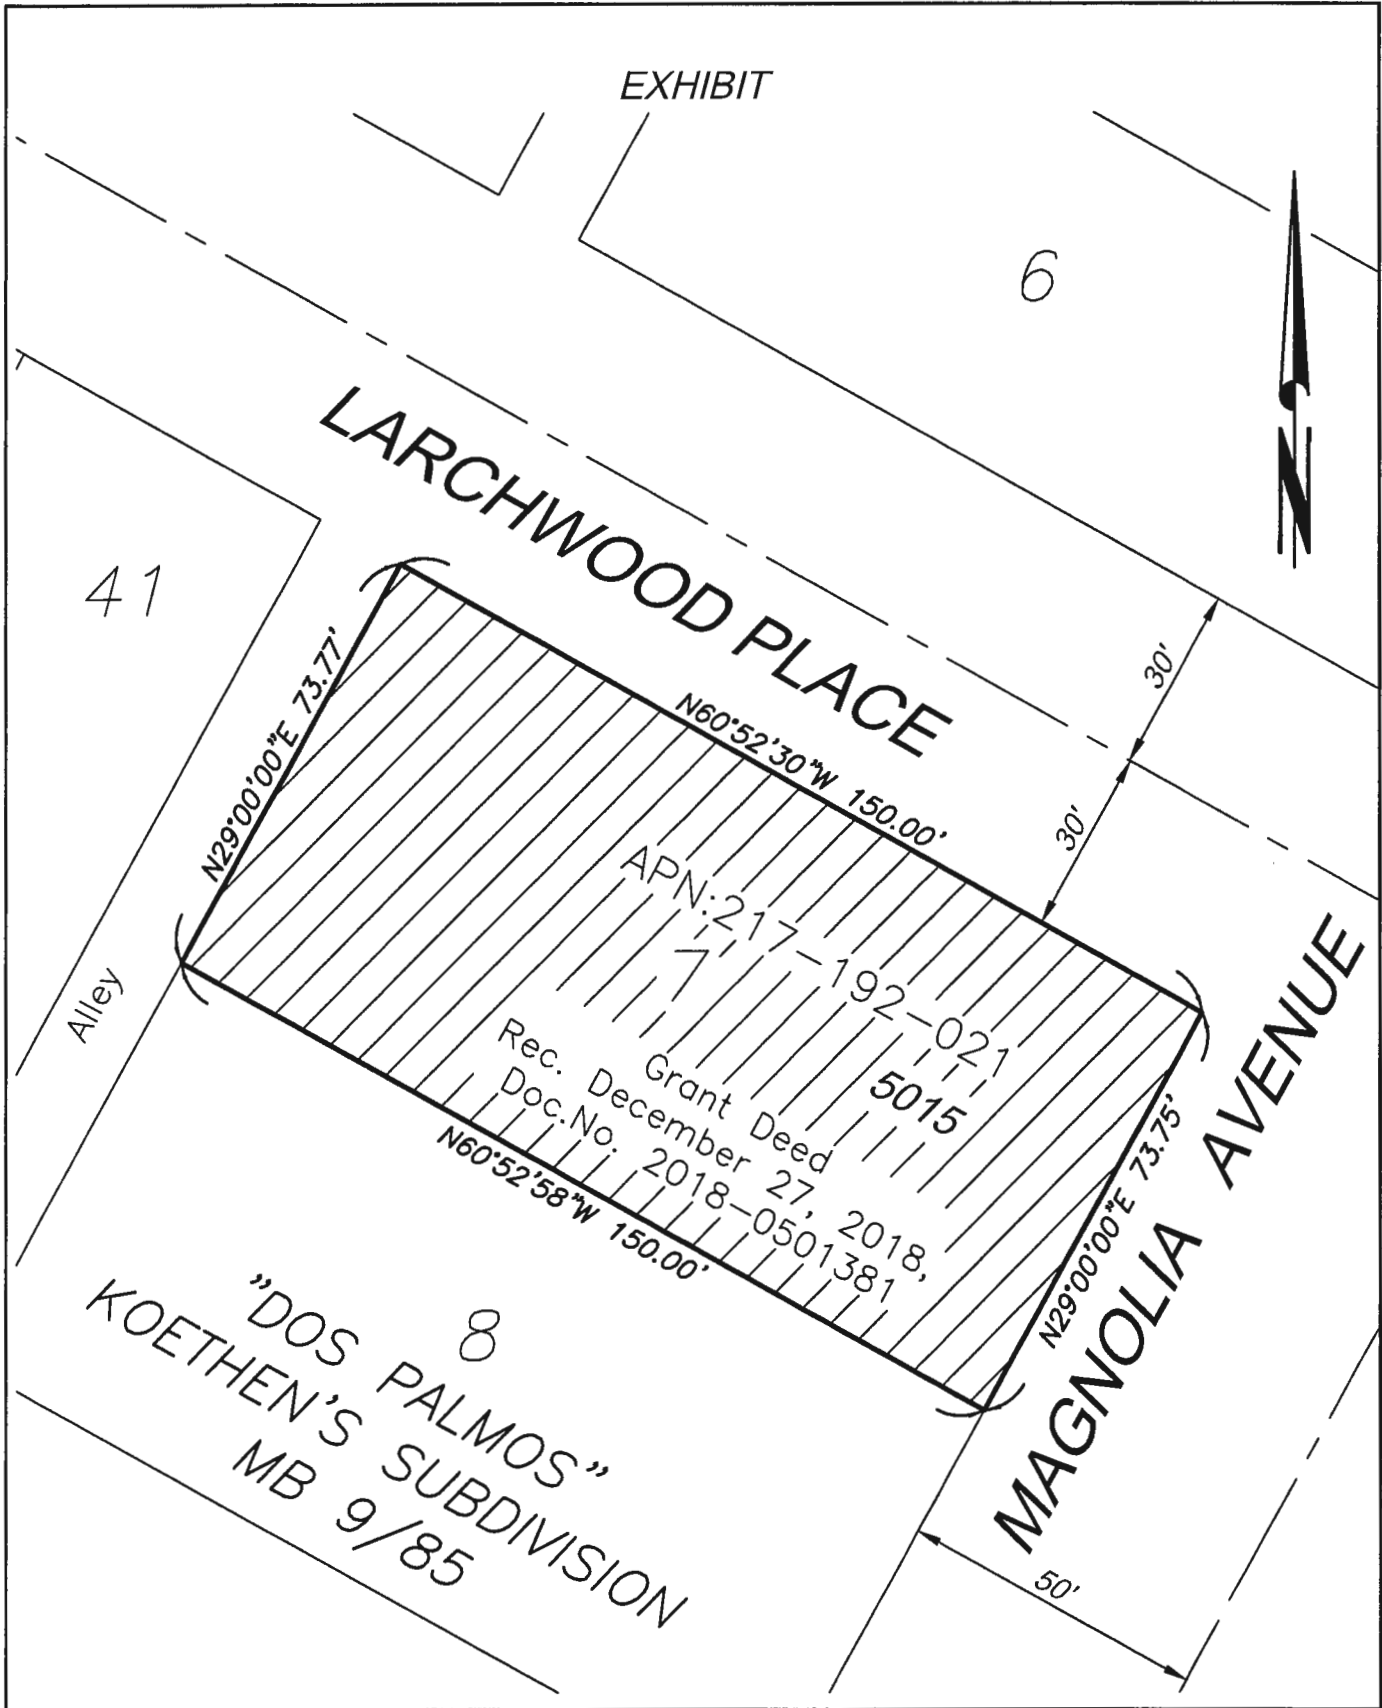 EXHIBIT
6
N
LARCHWOOD PLACE
41
30'
30'
N29°00'00"E 73.77'
N60°52'30"W 150.00'
APN:217-192-021
7
5015
Grant Deed
Rec. December 27, 2018,
Doc.No. 2018-0501381
N60°52'58"W 150.00'
N29°00'00"E 73.75'
MAGNOLIA AVENUE
Alley
8
"DOS PALMOS"
KOETHEN'S SUBDIVISION
MB 9/85
50'